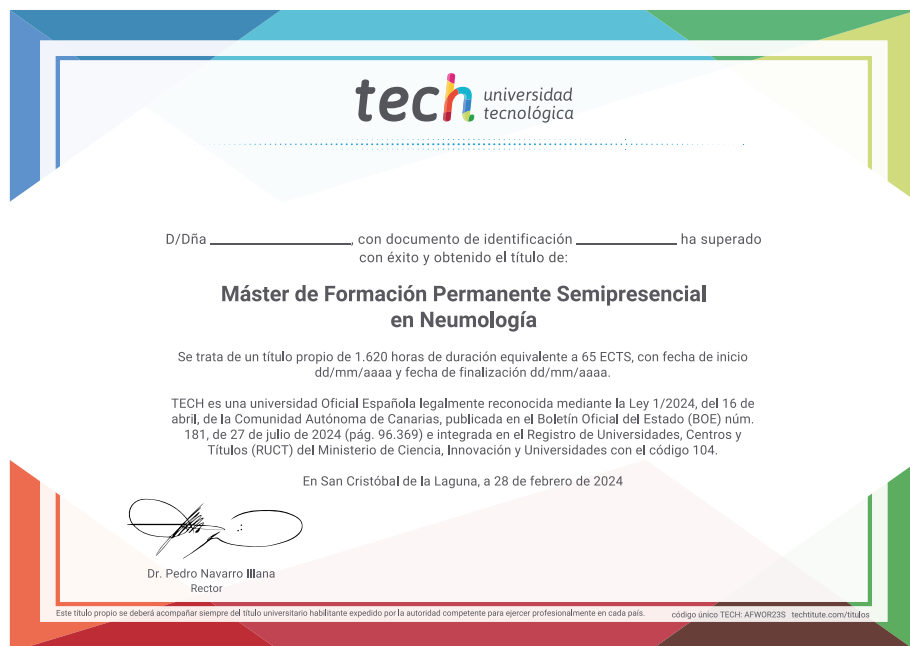 tech universidad
tecnológica
D/Dña ______________, con documento de identificación ____________ ha superado
con éxito y obtenido el título de:
Máster de Formación Permanente Semipresencial
en Neumología
Se trata de un título propio de 1.620 horas de duración equivalente a 65 ECTS, con fecha de inicio
dd/mm/aaaa y fecha de finalización dd/mm/aaaa.
TECH es una universidad Oficial Española legalmente reconocida mediante la Ley 1/2024, del 16 de
abril, de la Comunidad Autónoma de Canarias, publicada en el Boletín Oficial del Estado (BOE) núm.
181, de 27 de julio de 2024 (pág. 96.369) e integrada en el Registro de Universidades, Centros y
Títulos (RUCT) del Ministerio de Ciencia, Innovación y Universidades con el código 104.
En San Cristóbal de la Laguna, a 28 de febrero de 2024
Dr. Pedro Navarro Illana
Rector
Este título propio se deberá acompañar siempre del título universitario habilitante expedido por la autoridad competente para ejercer profesionalmente en cada país. código único TECH: AFWOR23S techtitute.com/titulos